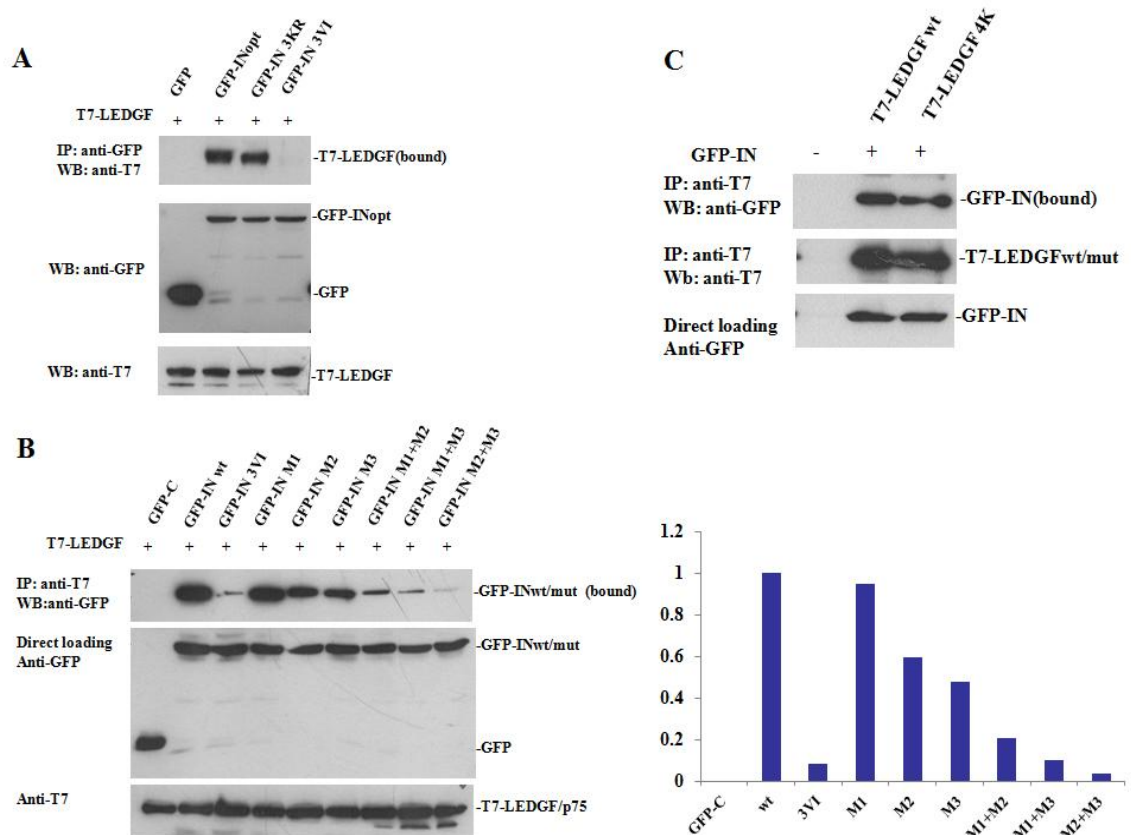 A
GFP
GFP-INopt
GFP-IN 3KR
GFP-IN 3VI
T7-LEDGF
+ + + +
IP: anti-GFP
WB: anti-T7
-T7-LEDGF(bound)
WB: anti-GFP
-GFP-INopt
-GFP
WB: anti-T7
-T7-LEDGF
B
GFP-C
GFP-IN wt
GFP-IN 3VI
GFP-IN M1
GFP-IN M2
GFP-IN M3
GFP-IN M1+M2
GFP-IN M1+M3
GFP-IN M2+M3
T7-LEDGF
+ + + + + + + + +
IP: anti-T7
WB:anti-GFP
-GFP-INwt/mut (bound)
Direct loading
Anti-GFP
-GFP-INwt/mut
-GFP
Anti-T7
-T7-LEDGF/p75
C
T7-LEDGFwt
T7-LEDGF4K
GFP-IN
- + +
IP: anti-T7
WB: anti-GFP
-GFP-IN(bound)
IP: anti-T7
Wb: anti-T7
-T7-LEDGFwt/mut
Direct loading
Anti-GFP
-GFP-IN
1.2
1
0.8
0.6
0.4
0.2
0
GFP-C
wt
3VI
M1
M2
M3
M1+M2
M1+M3
M2+M3